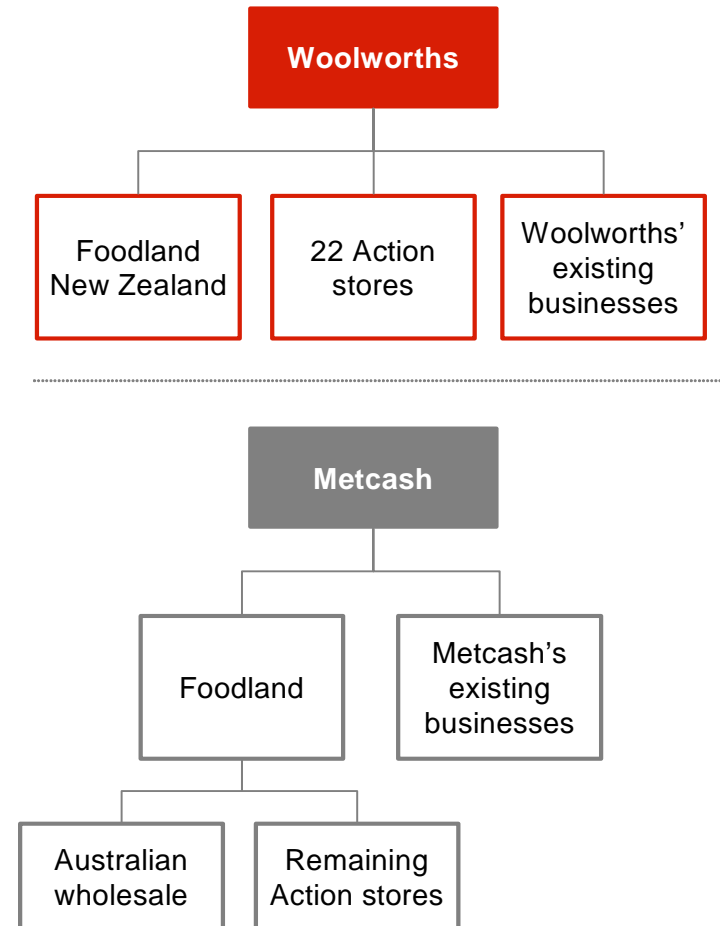 Woolworths
Foodland
New Zealand
22 Action
stores
Woolworths’
existing
businesses
Metcash
Foodland
Metcash’s
existing
businesses
Australian
wholesale
Remaining
Action stores